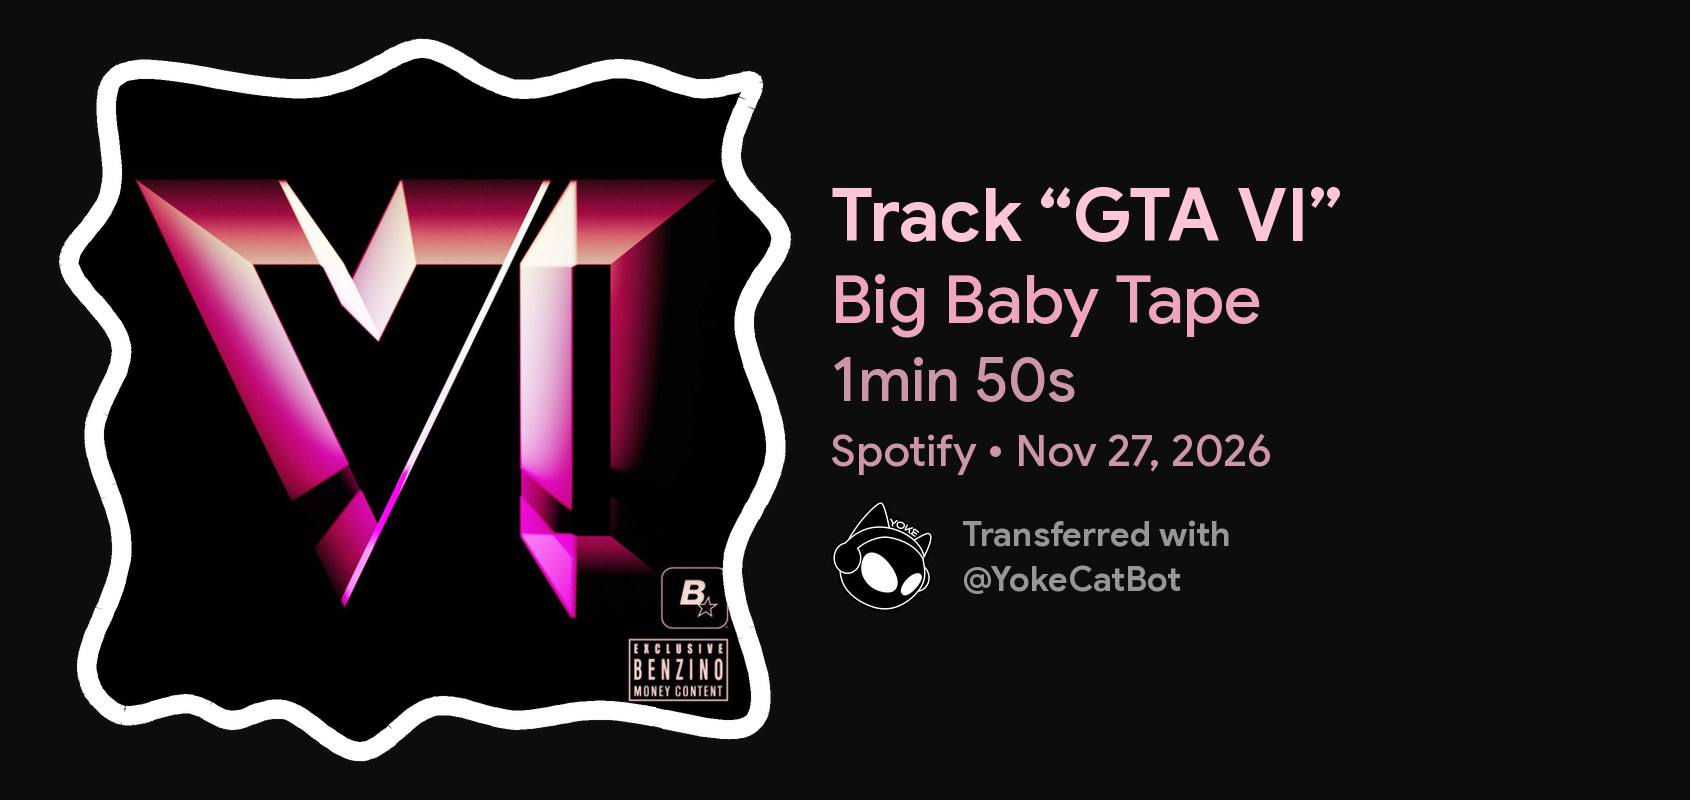 VI
B
EXCLUSIVE
BENZINO
MONEY CONTENT
Track “GTA VI”
Big Baby Tape
1min 50s
Spotify • Nov 27, 2026
YOKE
Transferred with
@YokeCatBot